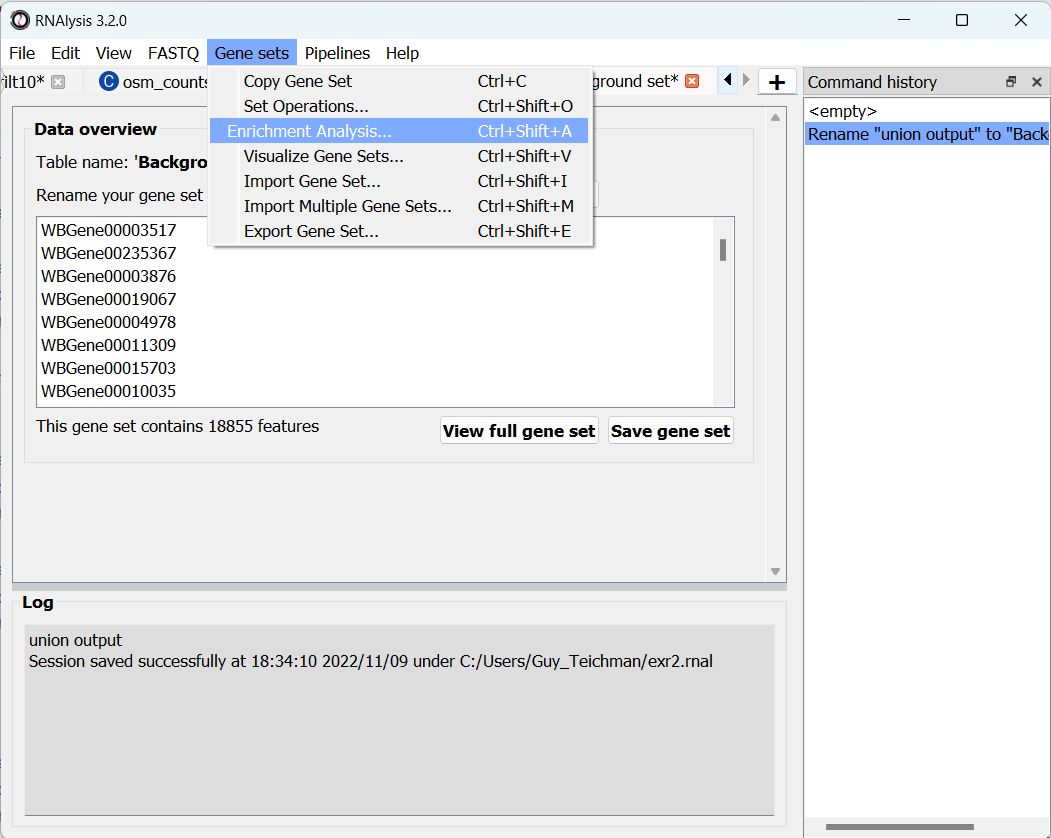 RNAlysis 3.2.0
File Edit View FASTQ Gene sets Pipelines Help
filt10* osm_counts ground set* +
Copy Gene Set Ctrl+C
Set Operations... Ctrl+Shift+O
Enrichment Analysis... Ctrl+Shift+A
Visualize Gene Sets... Ctrl+Shift+V
Import Gene Set... Ctrl+Shift+I
Import Multiple Gene Sets... Ctrl+Shift+M
Export Gene Set... Ctrl+Shift+E
Data overview
Table name: 'Backgro
Rename your gene set
WBGene00003517
WBGene00235367
WBGene00003876
WBGene00019067
WBGene00004978
WBGene00011309
WBGene00015703
WBGene00010035
This gene set contains 18855 features
View full gene set Save gene set
Command history
<empty>
Rename "union output" to "Back
Log
union output
Session saved successfully at 18:34:10 2022/11/09 under C:/Users/Guy_Teichman/exr2.rnal